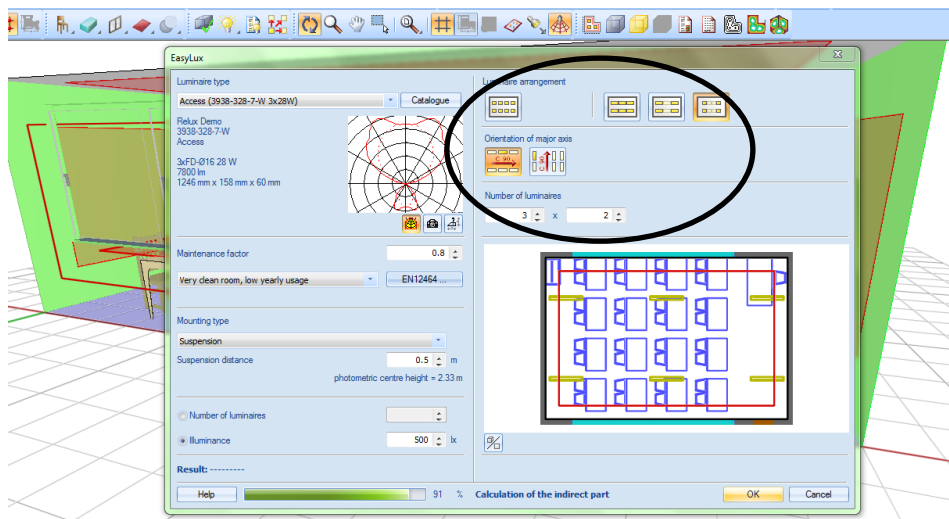 EasyLux
Luminaire type
Access (3938-328-7-W 3x28W)
Catalogue
Relux Demo
3938-328-7-W
Access
3xFD-Ø16 28 W
7800 lm
1246 mm x 158 mm x 60 mm
Maintenance factor
0.8
Very clean room, low yearly usage
EN12464 ...
Mounting type
Suspension
Suspension distance
0.5 m
photometric centre height = 2.33 m
Number of luminaires
Illuminance
500 lx
Result: ---------
Luminaire arrangement
Orientation of major axis
C 90
C 90
Number of luminaires
3 x 2
Help
91 % Calculation of the indirect part
OK
Cancel